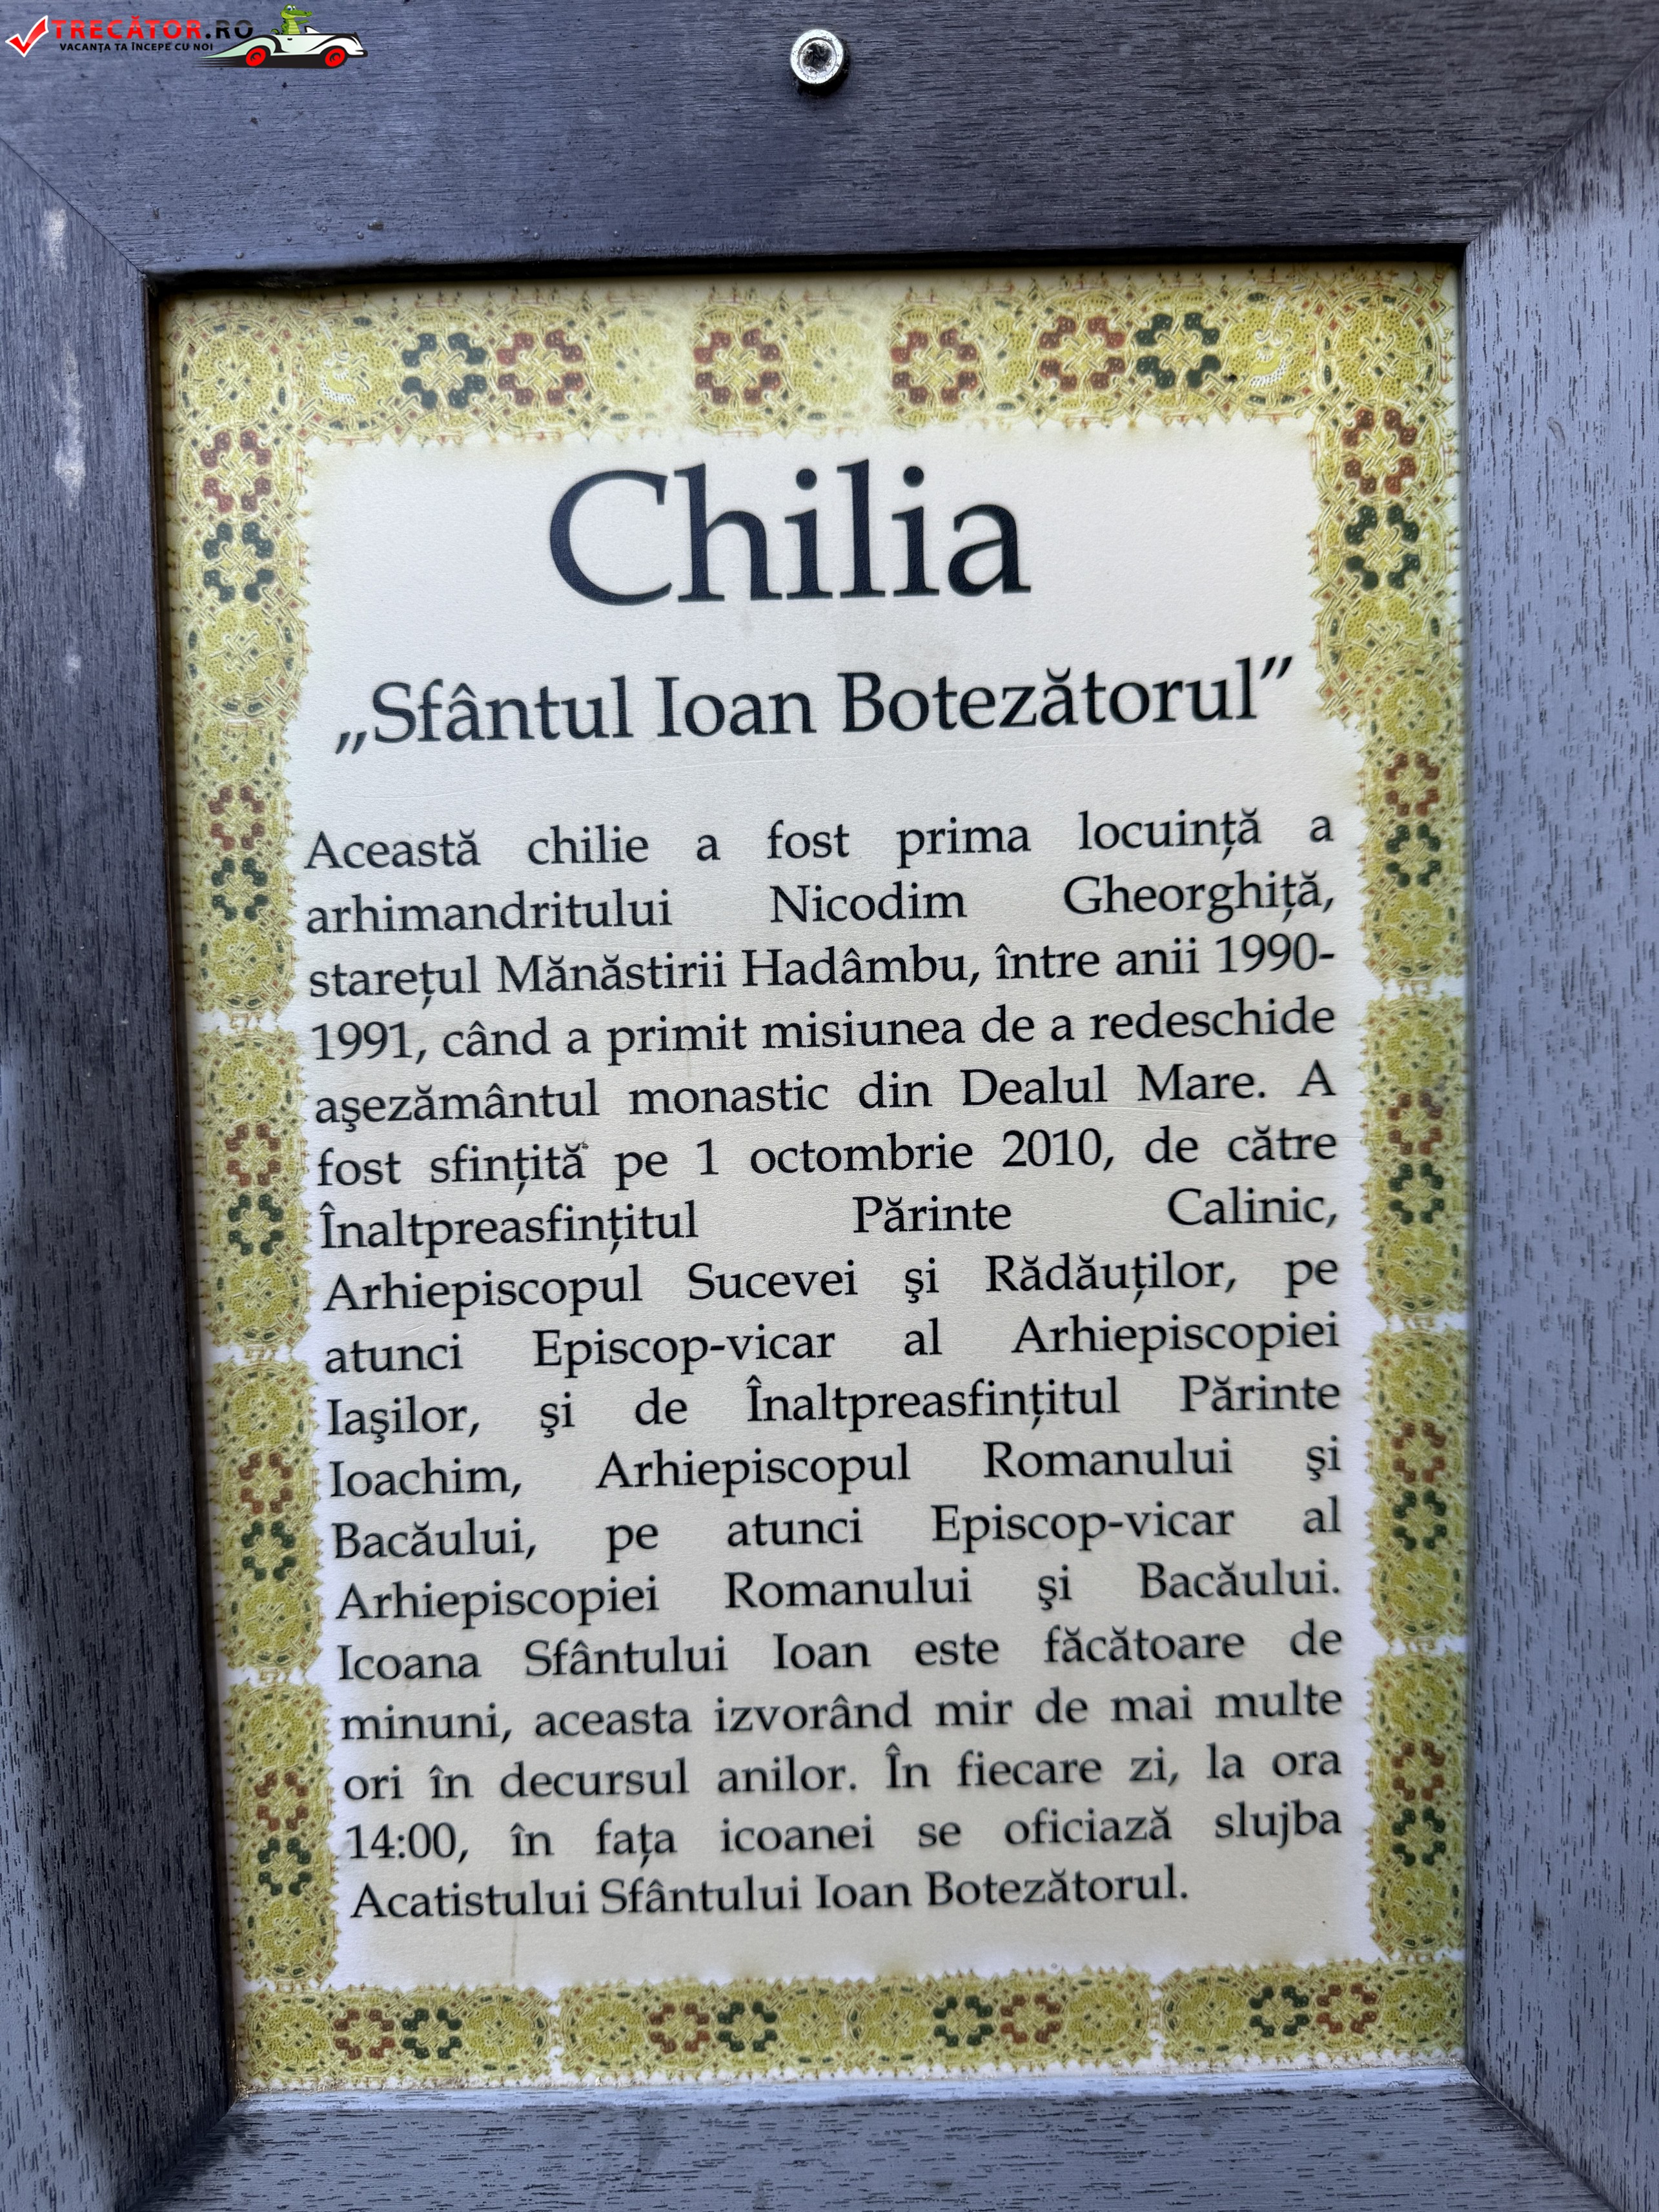 TRECĂTOR.RO
VACANȚA TA ÎNCEPE CU NOI
Chilia
„Sfântul Ioan Botezătorul”
Această chilie a fost prima locuință a
arhimandritului Nicodim Gheorghiță,
starețul Mănăstirii Hadâmbu, între anii 1990-
1991, când a primit misiunea de a redeschide
aşezământul monastic din Dealul Mare. A
fost sfințită pe 1 octombrie 2010, de către
Înaltpreasfințitul Părinte Calinic,
Arhiepiscopul Sucevei şi Rădăuților, pe
atunci Episcop-vicar al Arhiepiscopiei
Iaşilor, şi de Înaltpreasfințitul Părinte
Ioachim, Arhiepiscopul Romanului şi
Bacăului, pe atunci Episcop-vicar al
Arhiepiscopiei Romanului şi Bacăului.
Icoana Sfântului Ioan este făcătoare de
minuni, aceasta izvorând mir de mai multe
ori în decursul anilor. În fiecare zi, la ora
14:00, în fața icoanei se oficiază slujba
Acatistului Sfântului Ioan Botezătorul.